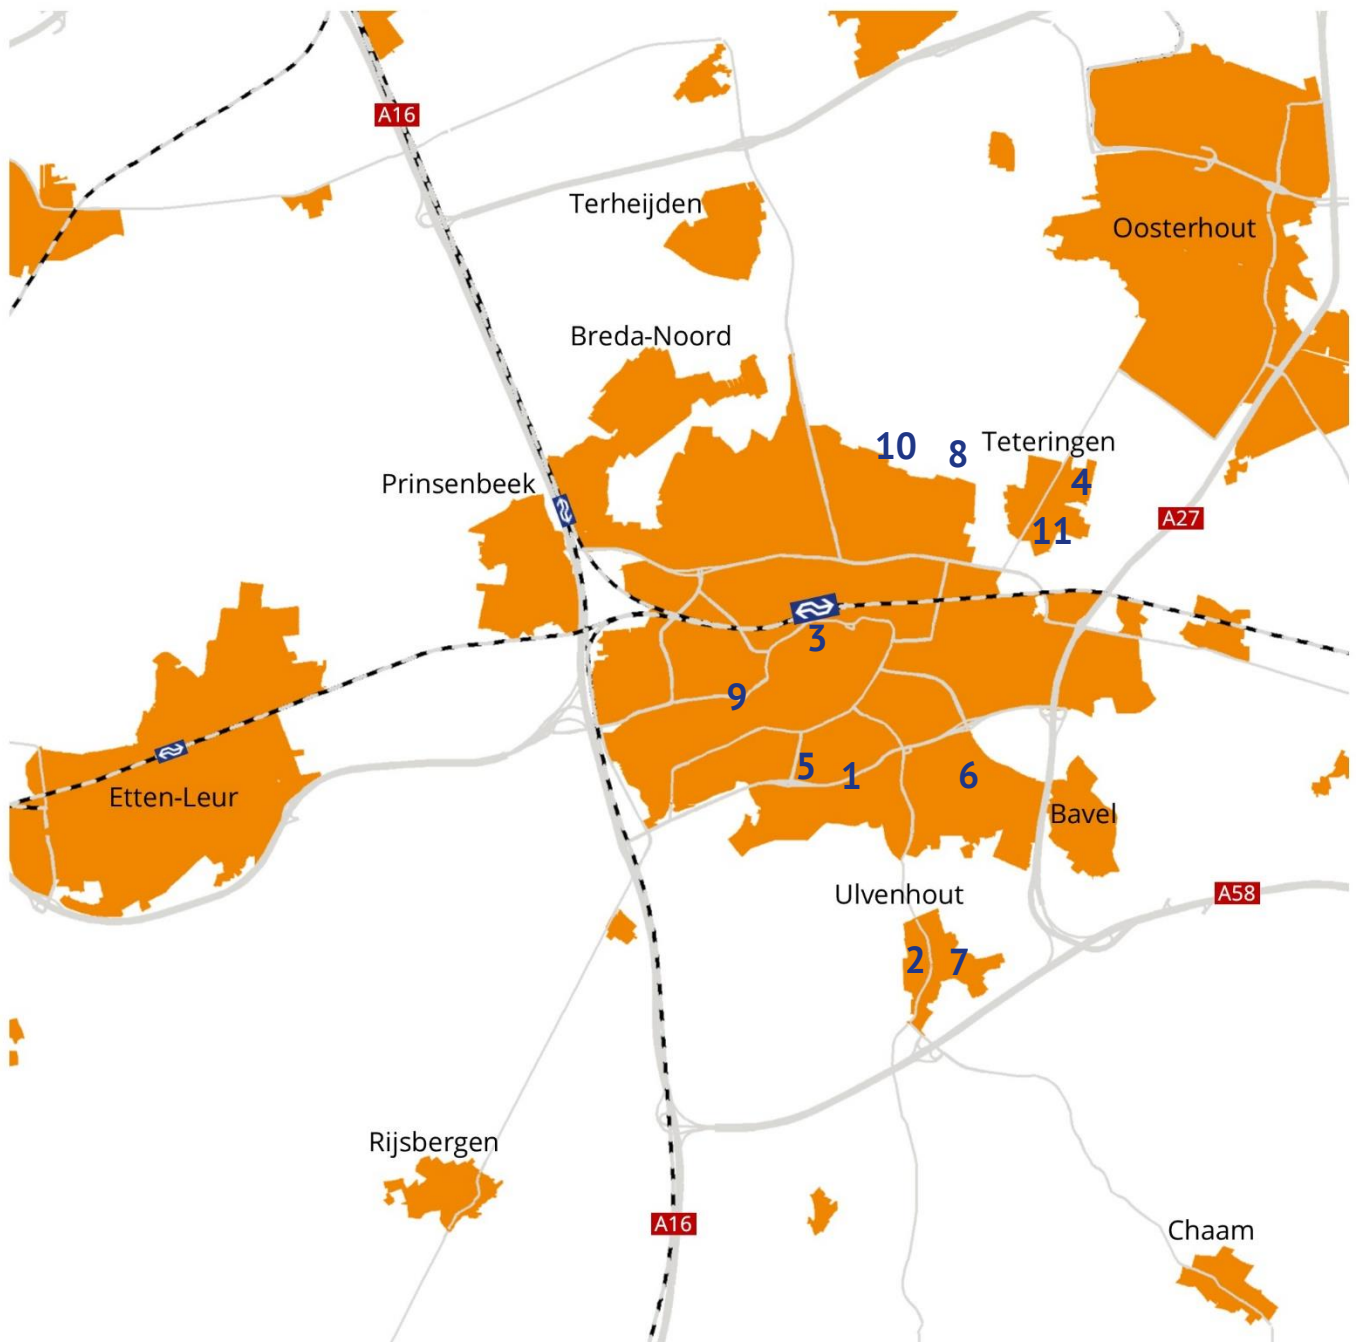 A16
Terheijden
Oosterhout
Breda-Noord
10
8
Teteringen
Prinsenbeek
4
11
A27
3
9
5
1
6
Etten-Leur
Bavel
Ulvenhout
A58
2
7
Rijsbergen
A16
Chaam